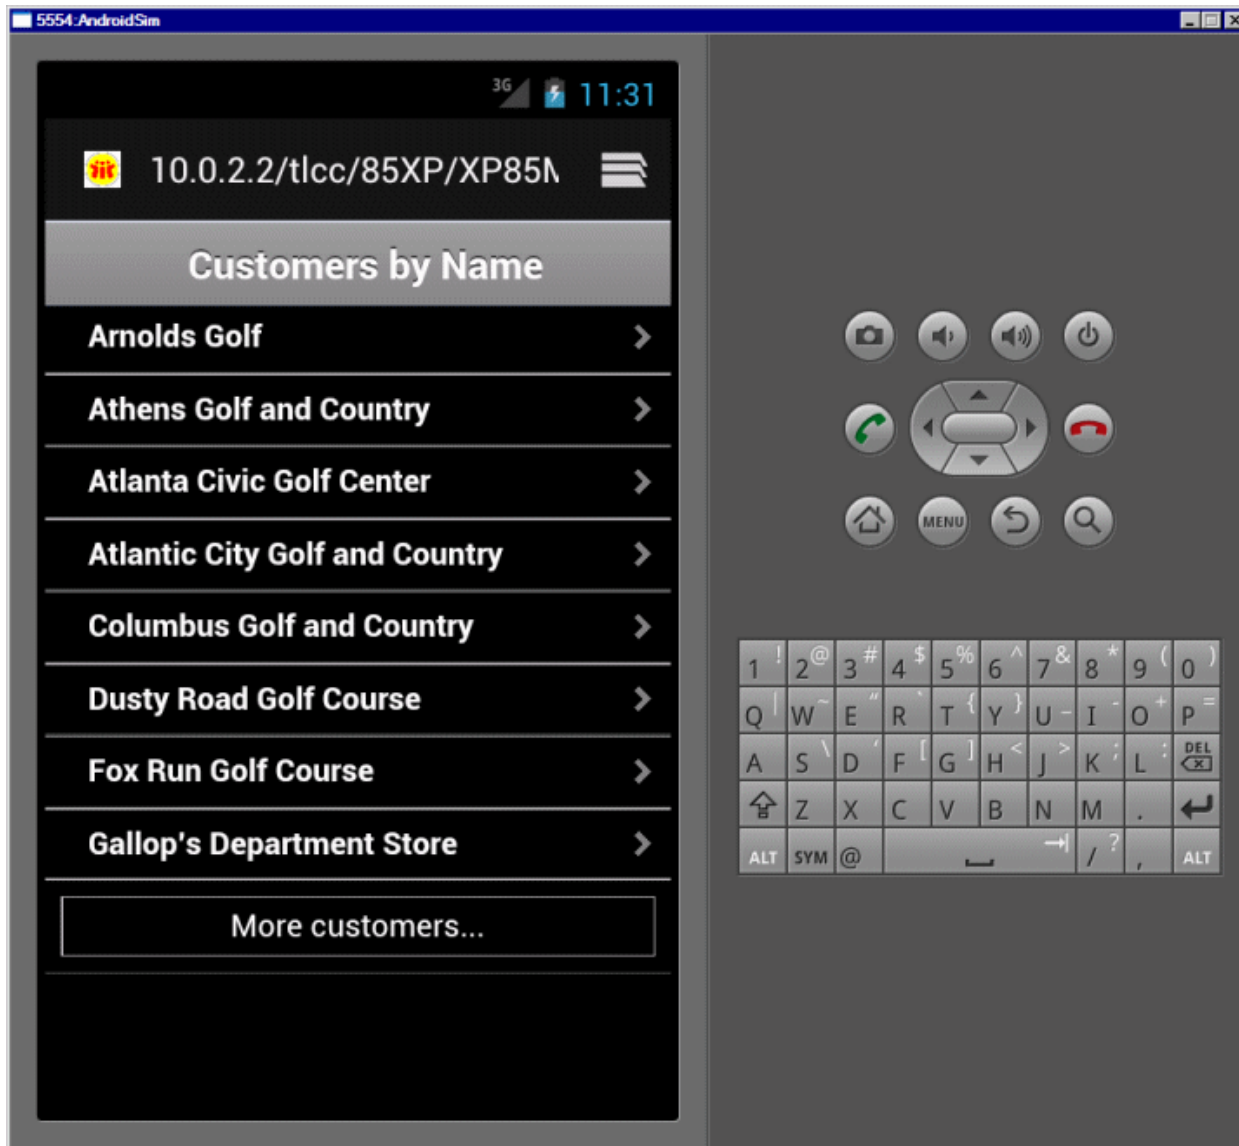 5554:AndroidSim
3G 11:31
10.0.2.2/tlcc/85XP/XP85M
Customers by Name
Arnolds Golf
Athens Golf and Country
Atlanta Civic Golf Center
Atlantic City Golf and Country
Columbus Golf and Country
Dusty Road Golf Course
Fox Run Golf Course
Gallop's Department Store
More customers...
MENU
1 ! 2 @ 3 # 4 $ 5 % 6 ^ 7 & 8 * 9 ( 0 )
Q | W ~ E " R ` T { Y } U _ I - O + P =
A S \ D ' F [ G ] H < J > K ; L : DEL
Z X C V B N M .
ALT SYM @ / ? , ALT